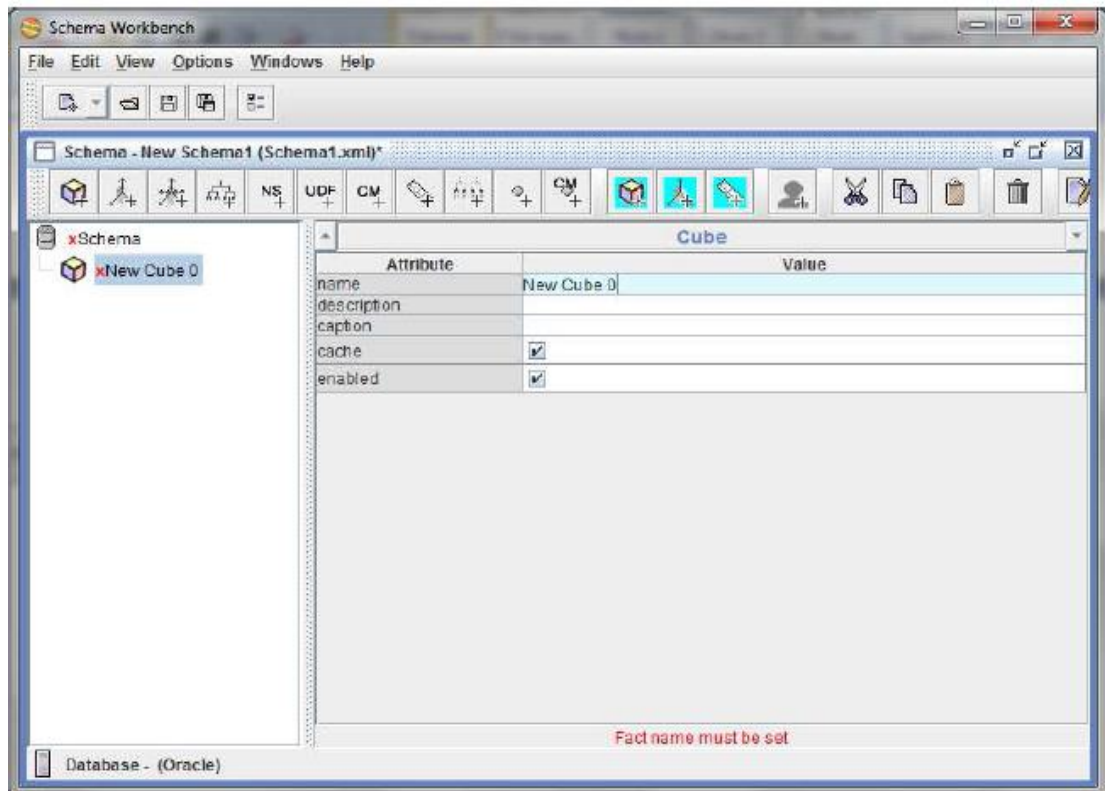 Schema Workbench
File Edit View Options Windows Help
Schema - New Schema1 (Schema1.xml)*
NS UDF CM CM
xSchema
Cube
xNew Cube 0
Attribute Value
name New Cube 0
description
caption
cache
enabled
Fact name must be set
Database - (Oracle)